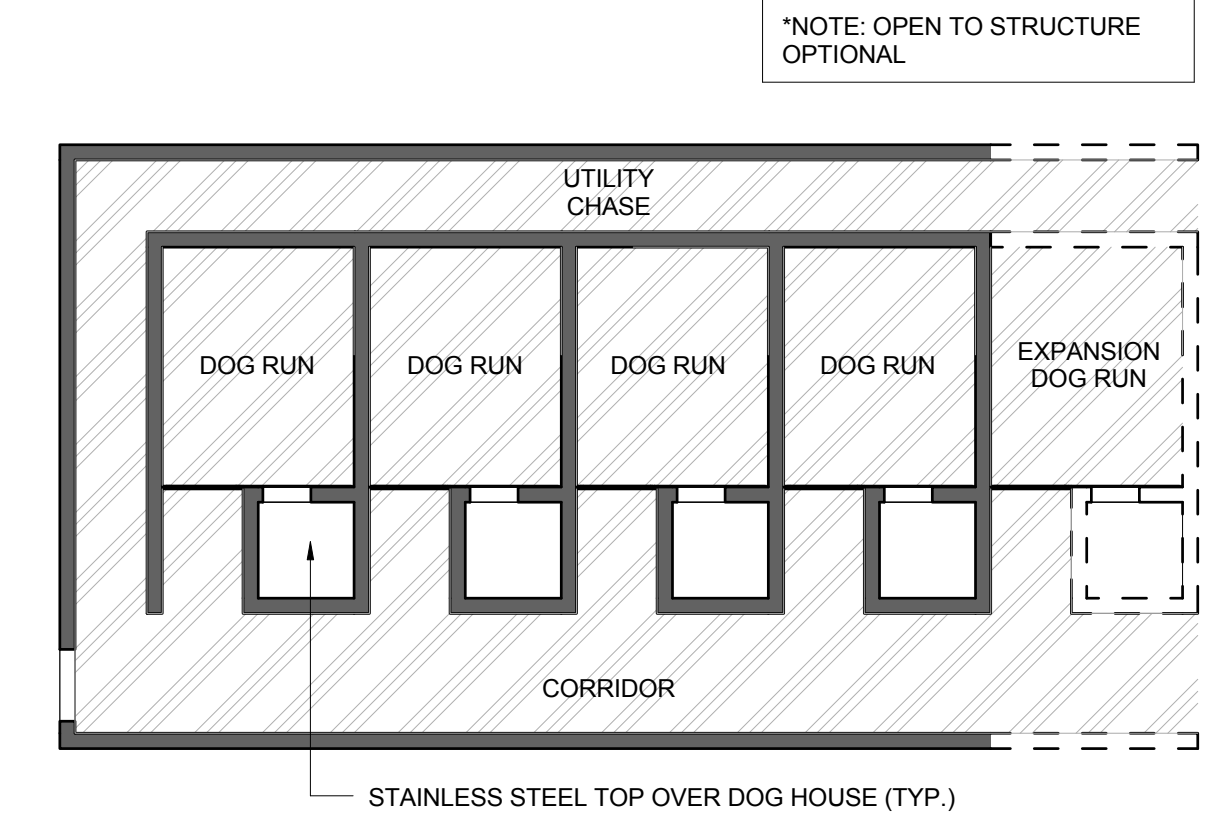 *NOTE: OPEN TO STRUCTURE
OPTIONAL
UTILITY
CHASE
DOG RUN
DOG RUN
DOG RUN
DOG RUN
EXPANSION
DOG RUN
CORRIDOR
STAINLESS STEEL TOP OVER DOG HOUSE (TYP.)